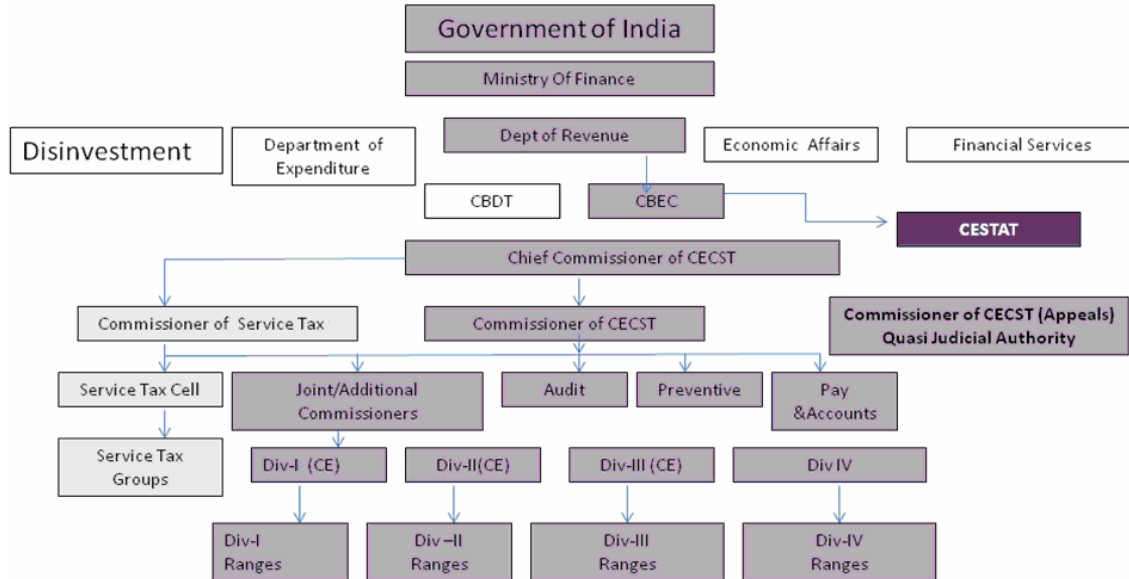 Government of India
Ministry Of Finance
Disinvestment
Department of
Expenditure
Dept of Revenue
Economic Affairs
Financial Services
CBDT
CBEC
CESTAT
Chief Commissioner of CECST
Commissioner of Service Tax
Commissioner of CECST
Commissioner of CECST (Appeals)
Quasi Judicial Authority
Service Tax Cell
Joint/Additional
Commissioners
Audit
Preventive
Pay
&Accounts
Service Tax
Groups
Div-I (CE)
Div-II(CE)
Div-III (CE)
Div IV
Div-I
Ranges
Div–II
Ranges
Div-III
Ranges
Div-IV
Ranges